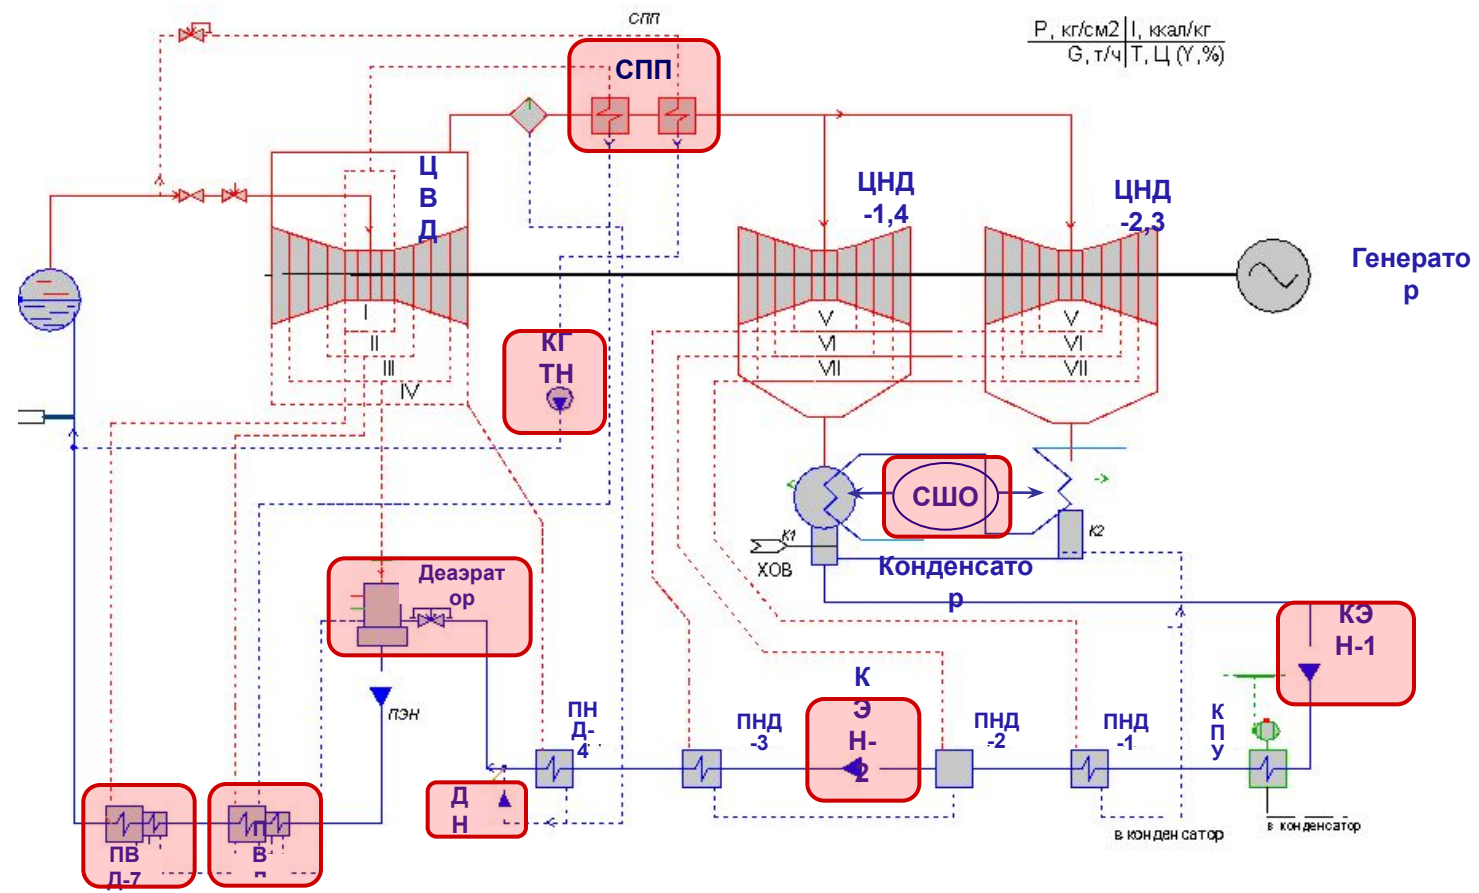 спп
P, кг/см2 I, ккал/кг
G, т/ч Т, Ц (Y,%)
СПП
Ц
В
Д
ЦНД
-1,4
ЦНД
-2,3
Генерато
р
I
II
III
IV
V
VI
VII
V
VI
VII
КГ
ТН
СШО
К1
К2
ХОВ
Конденсато
р
Деаэрат
ор
КЭ
Н-1
пэн
ПН
Д-
4
ПНД
-3
К
Э
Н-
2
ПНД
-2
ПНД
-1
К
П
У
Д
Н
в конденсатор
в конденсатор
ПВ
Д-7
П
В